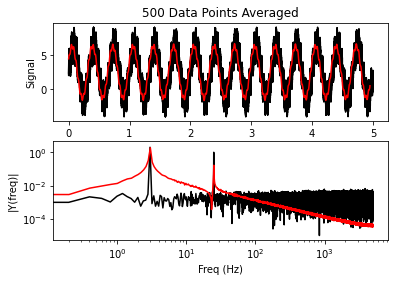 500 Data Points Averaged
Signal
5
0
0 1 2 3 4 5
|Y(freq)|
10⁰
10⁻²
10⁻⁴
10⁰ 10¹ 10² 10³
Freq (Hz)